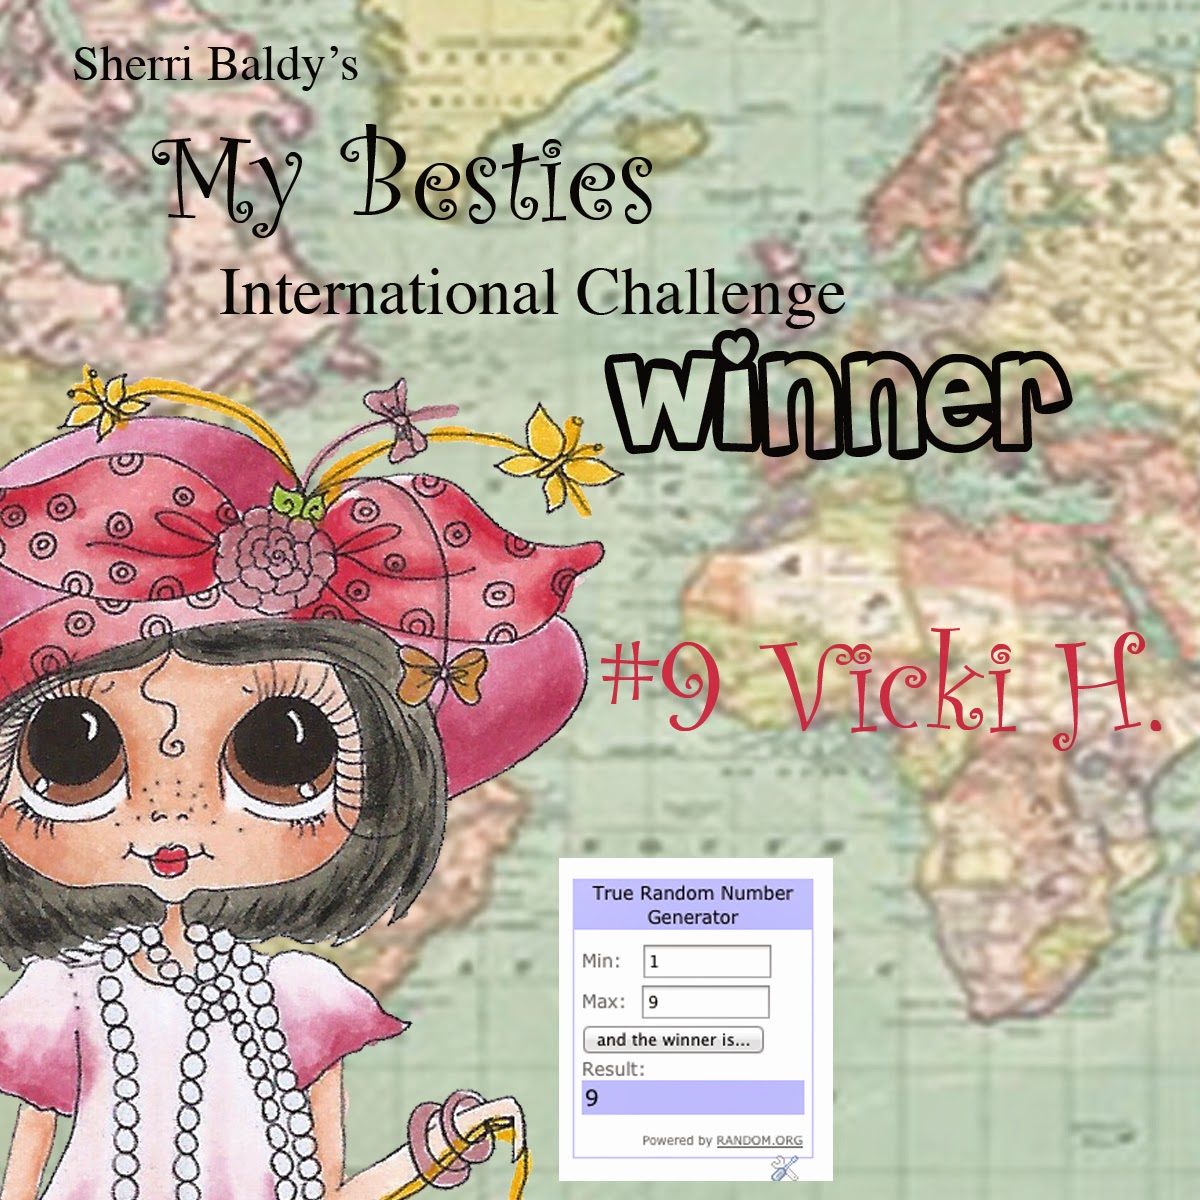 Sherri Baldy’s
My Besties
International Challenge
winner
#9 Vicki H.
True Random Number
Generator
Min: 1
Max: 9
and the winner is...
Result:
9
Powered by RANDOM.ORG